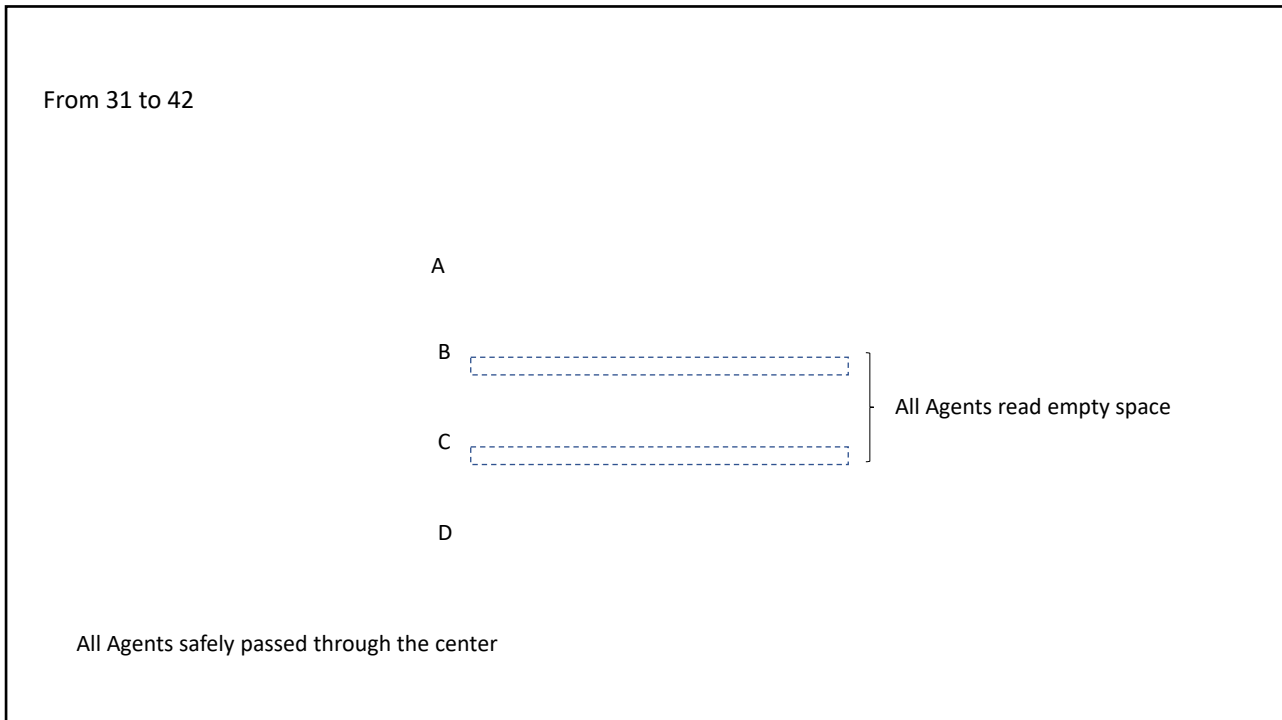 From 31 to 42
A
B
All Agents read empty space
C
D
All Agents safely passed through the center